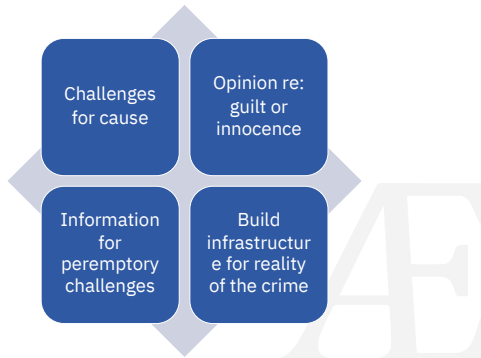 Challenges
for cause
Opinion re:
guilt or
innocence
Information
for
peremptory
challenges
Build
infrastructur
e for reality
of the crime
Æ